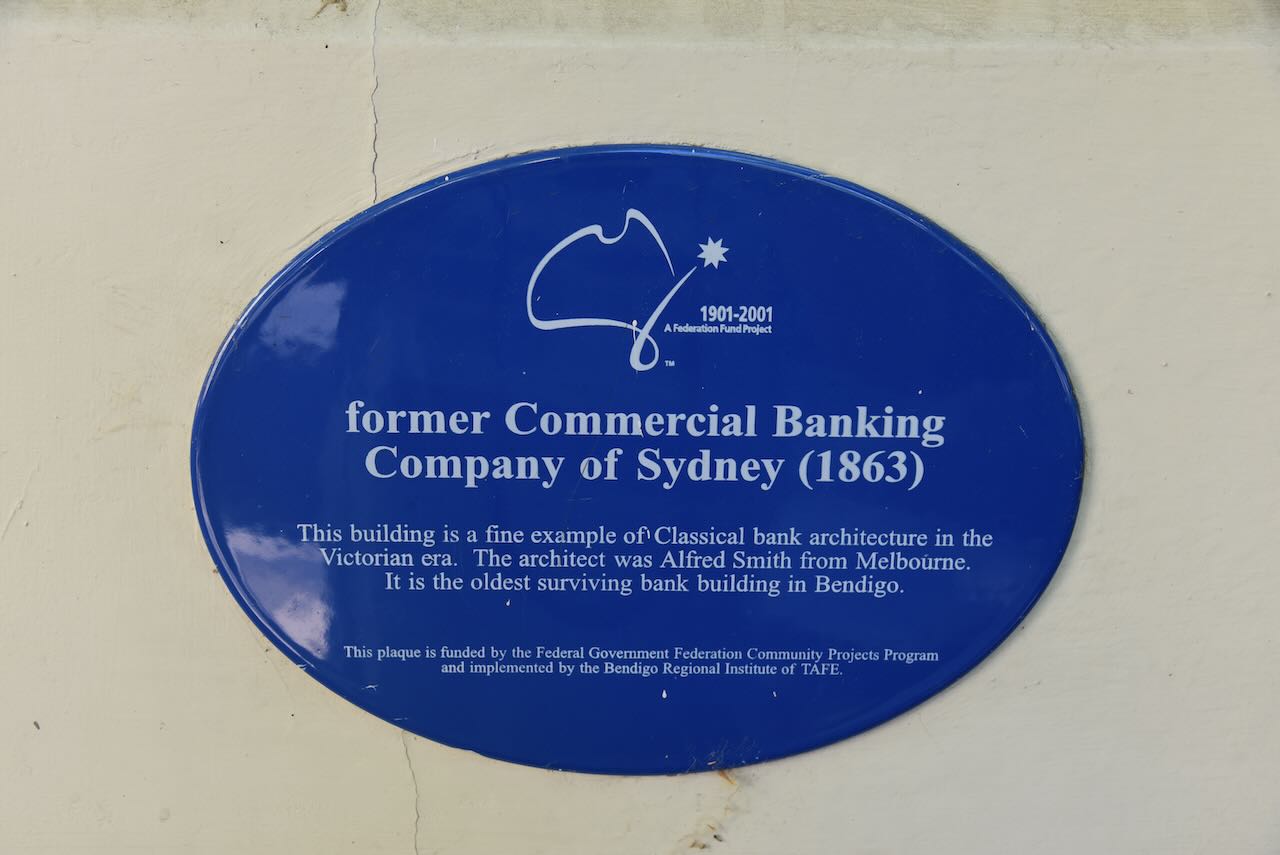 1901-2001
A Federation Fund Project
TM
former Commercial Banking
Company of Sydney (1863)
This building is a fine example of Classical bank architecture in the
Victorian era. The architect was Alfred Smith from Melbourne.
It is the oldest surviving bank building in Bendigo.
This plaque is funded by the Federal Government Federation Community Projects Program
and implemented by the Bendigo Regional Institute of TAFE.